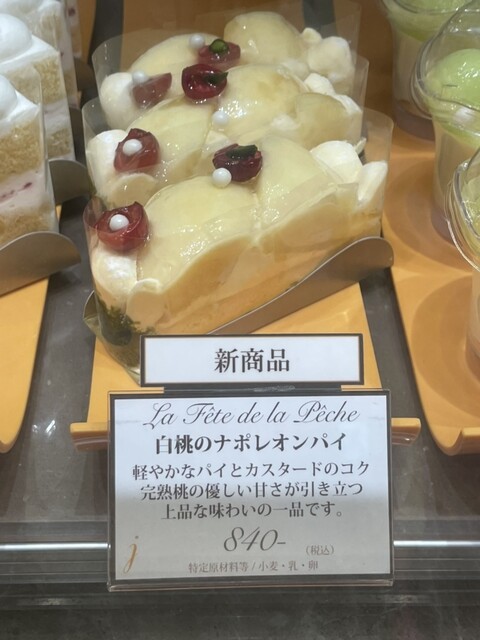 新商品
La Fête de la Pêche
白桃のナポレオンパイ
軽やかなパイとカスタードのコク
完熟桃の優しい甘さが引き立つ
上品な味わいの一品です。
840-
(税込)
j
特定原材料等/小麦・乳・卵